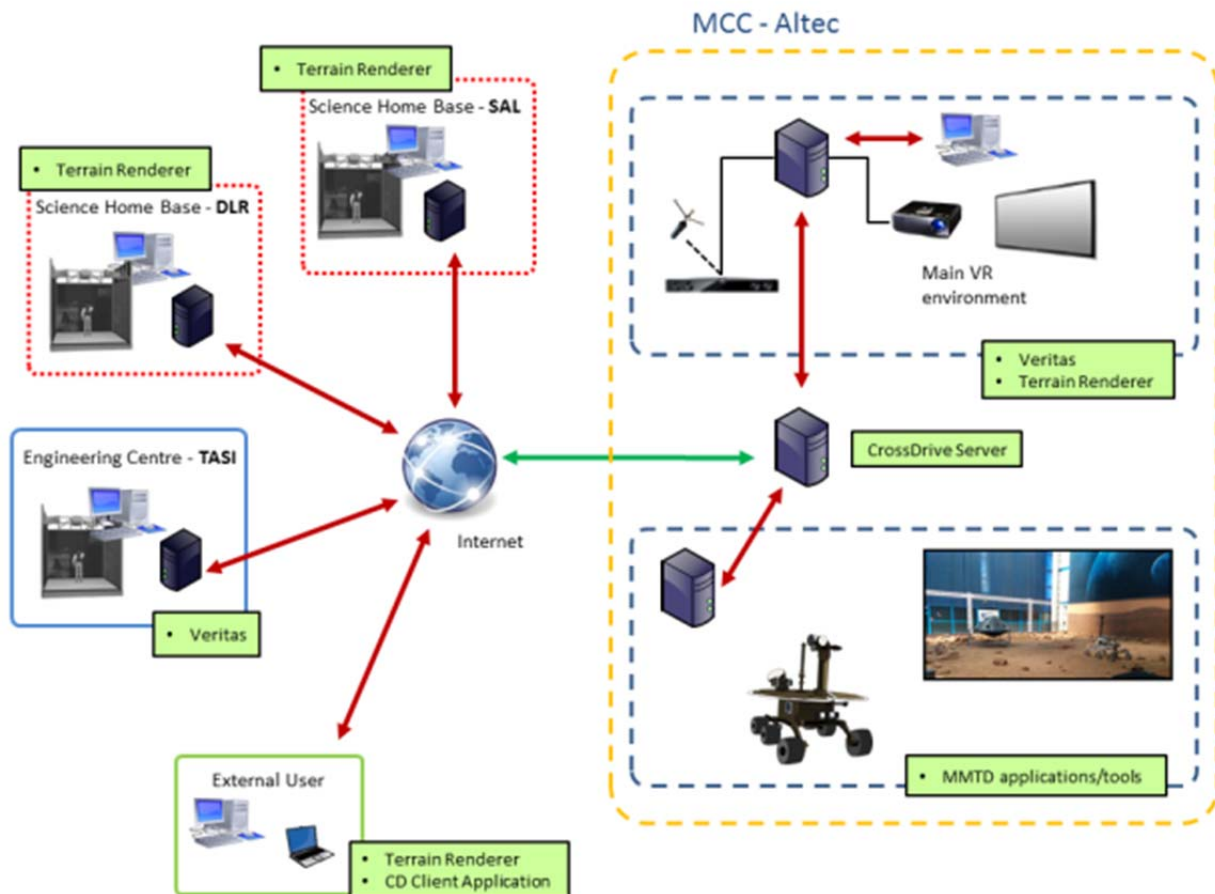 MCC - Altec
• Terrain Renderer
Science Home Base - SAL
• Terrain Renderer
Science Home Base - DLR
Main VR
environment
• Veritas
• Terrain Renderer
Engineering Centre - TASI
• Veritas
Internet
CrossDrive Server
• MMTD applications/tools
External User
• Terrain Renderer
• CD Client Application